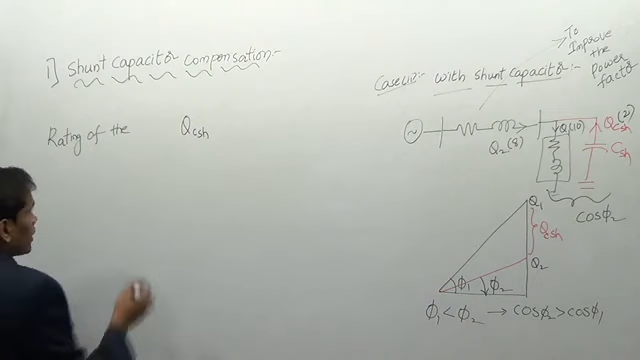 1] Shunt Capacitor Compensation:-
Rating of the Qcsh
To
Improve
the
Power
factor
Case(ii):- with shunt capacitor:-
Q(10)
Qcsh(2)
Q2(8)
Csh
cosϕ2
Q1
Qcsh
Q2
ϕ1
ϕ2
ϕ1 < ϕ2 → cosϕ2 > cosϕ1